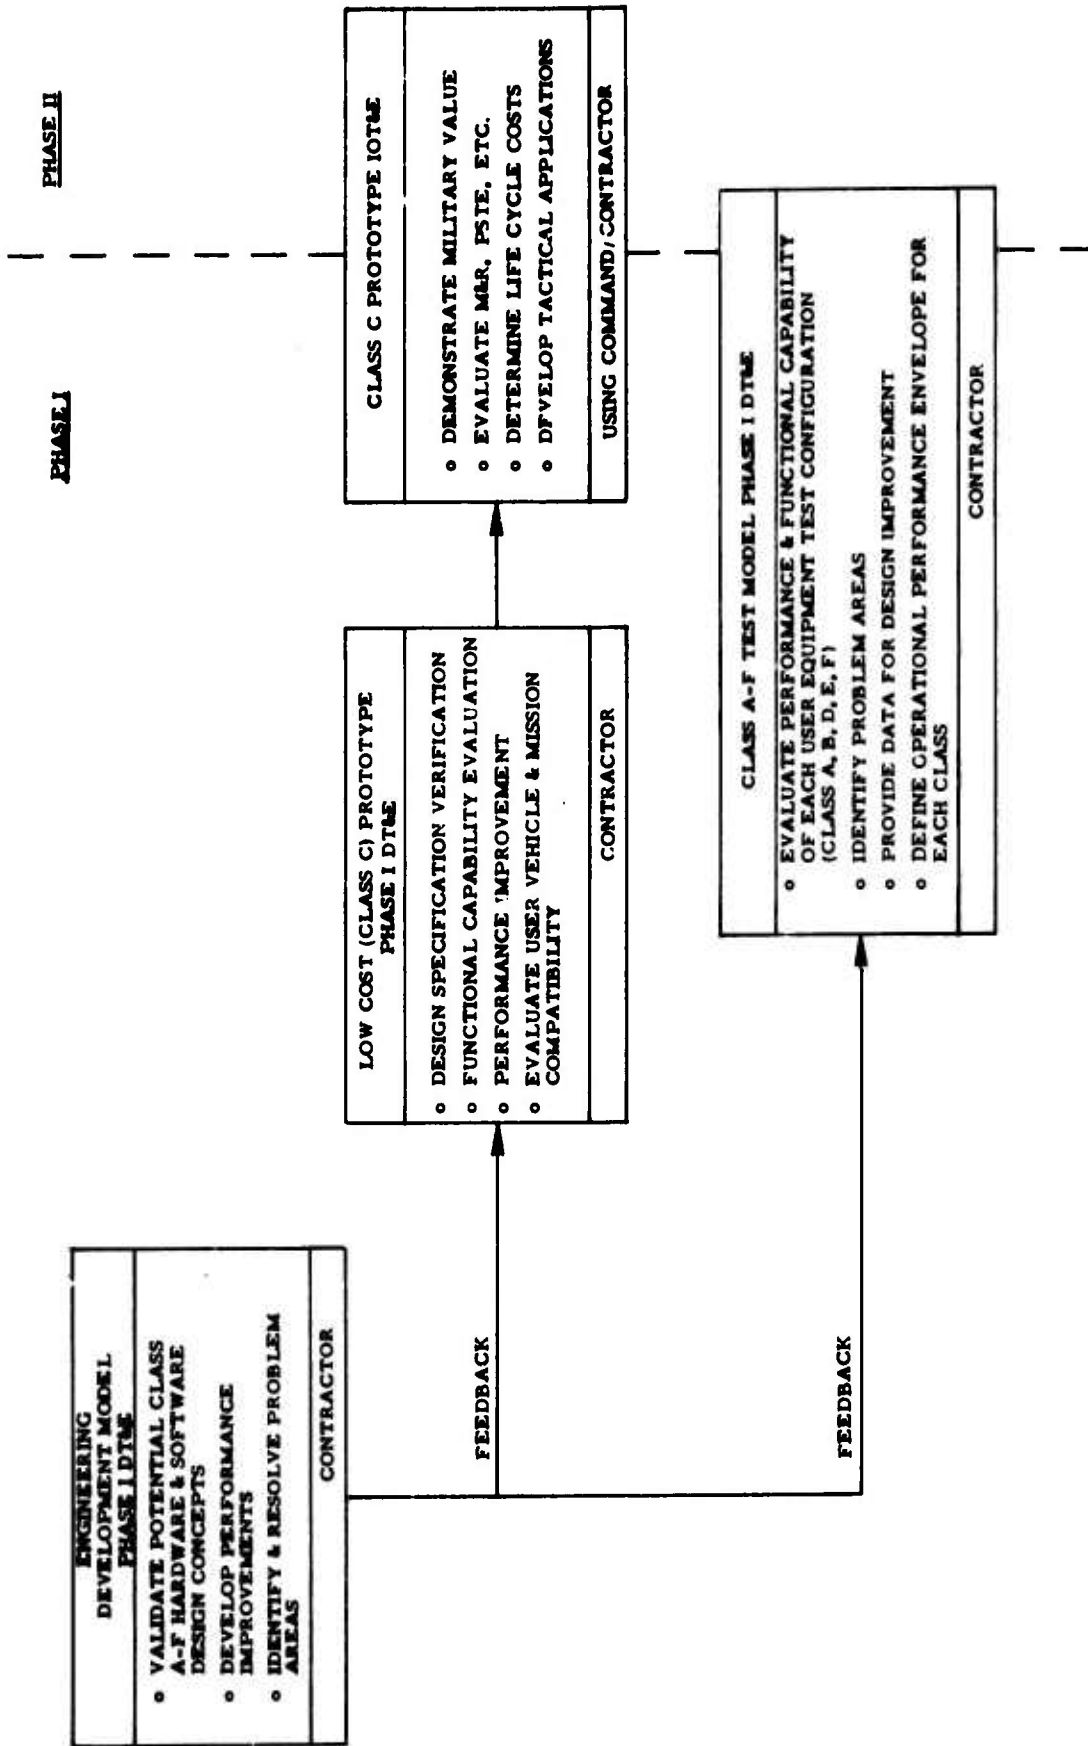 PHASE I
PHASE II
ENGINEERING
DEVELOPMENT MODEL
PHASE I DT&E
o VALIDATE POTENTIAL CLASS
A-F HARDWARE & SOFTWARE
DESIGN CONCEPTS
o DEVELOP PERFORMANCE
IMPROVEMENTS
o IDENTIFY & RESOLVE PROBLEM
AREAS
CONTRACTOR
FEEDBACK
LOW COST (CLASS C) PROTOTYPE
PHASE I DT&E
o DESIGN SPECIFICATION VERIFICATION
o FUNCTIONAL CAPABILITY EVALUATION
o PERFORMANCE IMPROVEMENT
o EVALUATE USER VEHICLE & MISSION
COMPATIBILITY
CONTRACTOR
CLASS C PROTOTYPE IOT&E
o DEMONSTRATE MILITARY VALUE
o EVALUATE M&R, PSTE, ETC.
o DETERMINE LIFE CYCLE COSTS
o DEVELOP TACTICAL APPLICATIONS
USING COMMAND/CONTRACTOR
FEEDBACK
CLASS A-F TEST MODEL PHASE I DT&E
o EVALUATE PERFORMANCE & FUNCTIONAL CAPABILITY
OF EACH USER EQUIPMENT TEST CONFIGURATION
(CLASS A, B, D, E, F)
o IDENTIFY PROBLEM AREAS
o PROVIDE DATA FOR DESIGN IMPROVEMENT
o DEFINE OPERATIONAL PERFORMANCE ENVELOPE FOR
EACH CLASS
CONTRACTOR